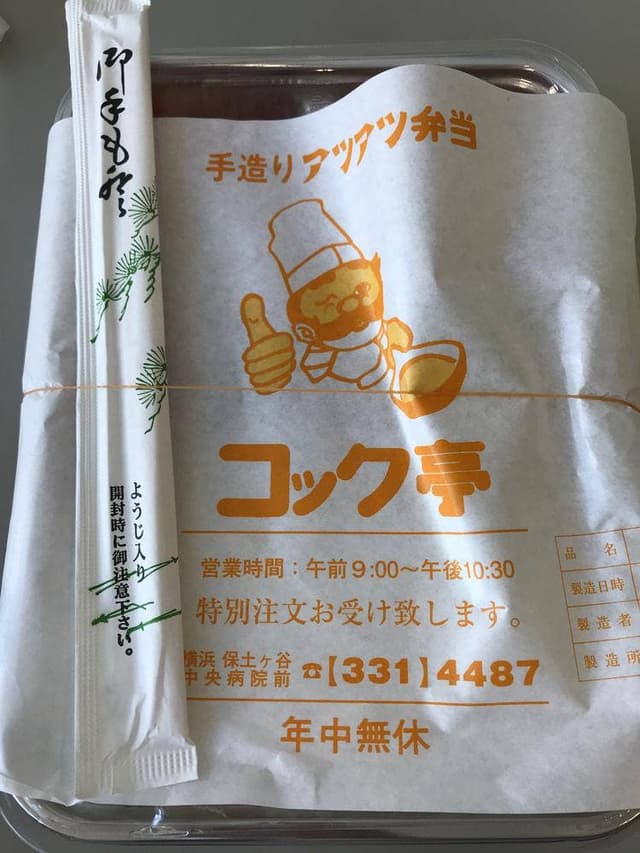 御手もと
ようじ入り
開封時に御注意下さい。
手造りアツアツ弁当
コック亭
営業時間：午前9:00～午後10:30
特別注文お受け致します。
横浜 保土ヶ谷
中央病院前 ☎【331】4487
年中無休
品名
製造日時
製造者
製造所